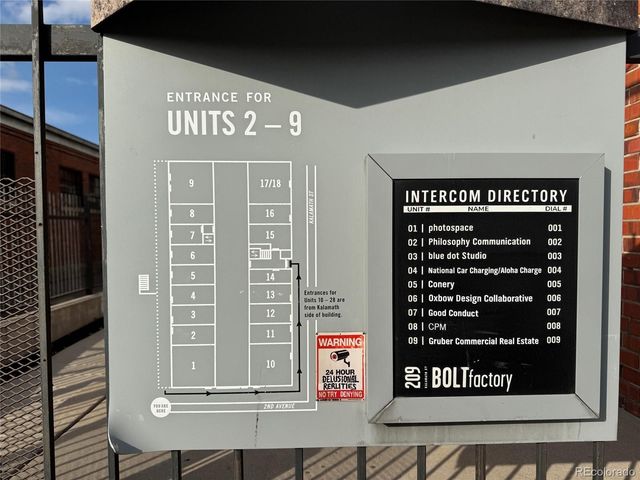 ENTRANCE FOR
UNITS 2 – 9
9
17/18
8
16
7
15
6
5
14
4
13
3
12
2
11
1
10
KALAMATH ST
Entrances for
Units 10 - 28 are
from Kalamath
side of building.
YOU ARE
HERE
2ND AVENUE
WARNING
24 HOUR
DELUSIONAL
REALITIES
NO TRY DENYING
INTERCOM DIRECTORY
UNIT # NAME DIAL #
01 | photospace 001
02 | Philosophy Communication 002
03 | blue dot Studio 003
04 | National Car Charging/Aloha Charge 004
05 | Conery 005
06 | Oxbow Design Collaborative 006
07 | Good Conduct 007
08 | CPM 008
09 | Gruber Commercial Real Estate 009
209
BOLTfactory
REcolorado